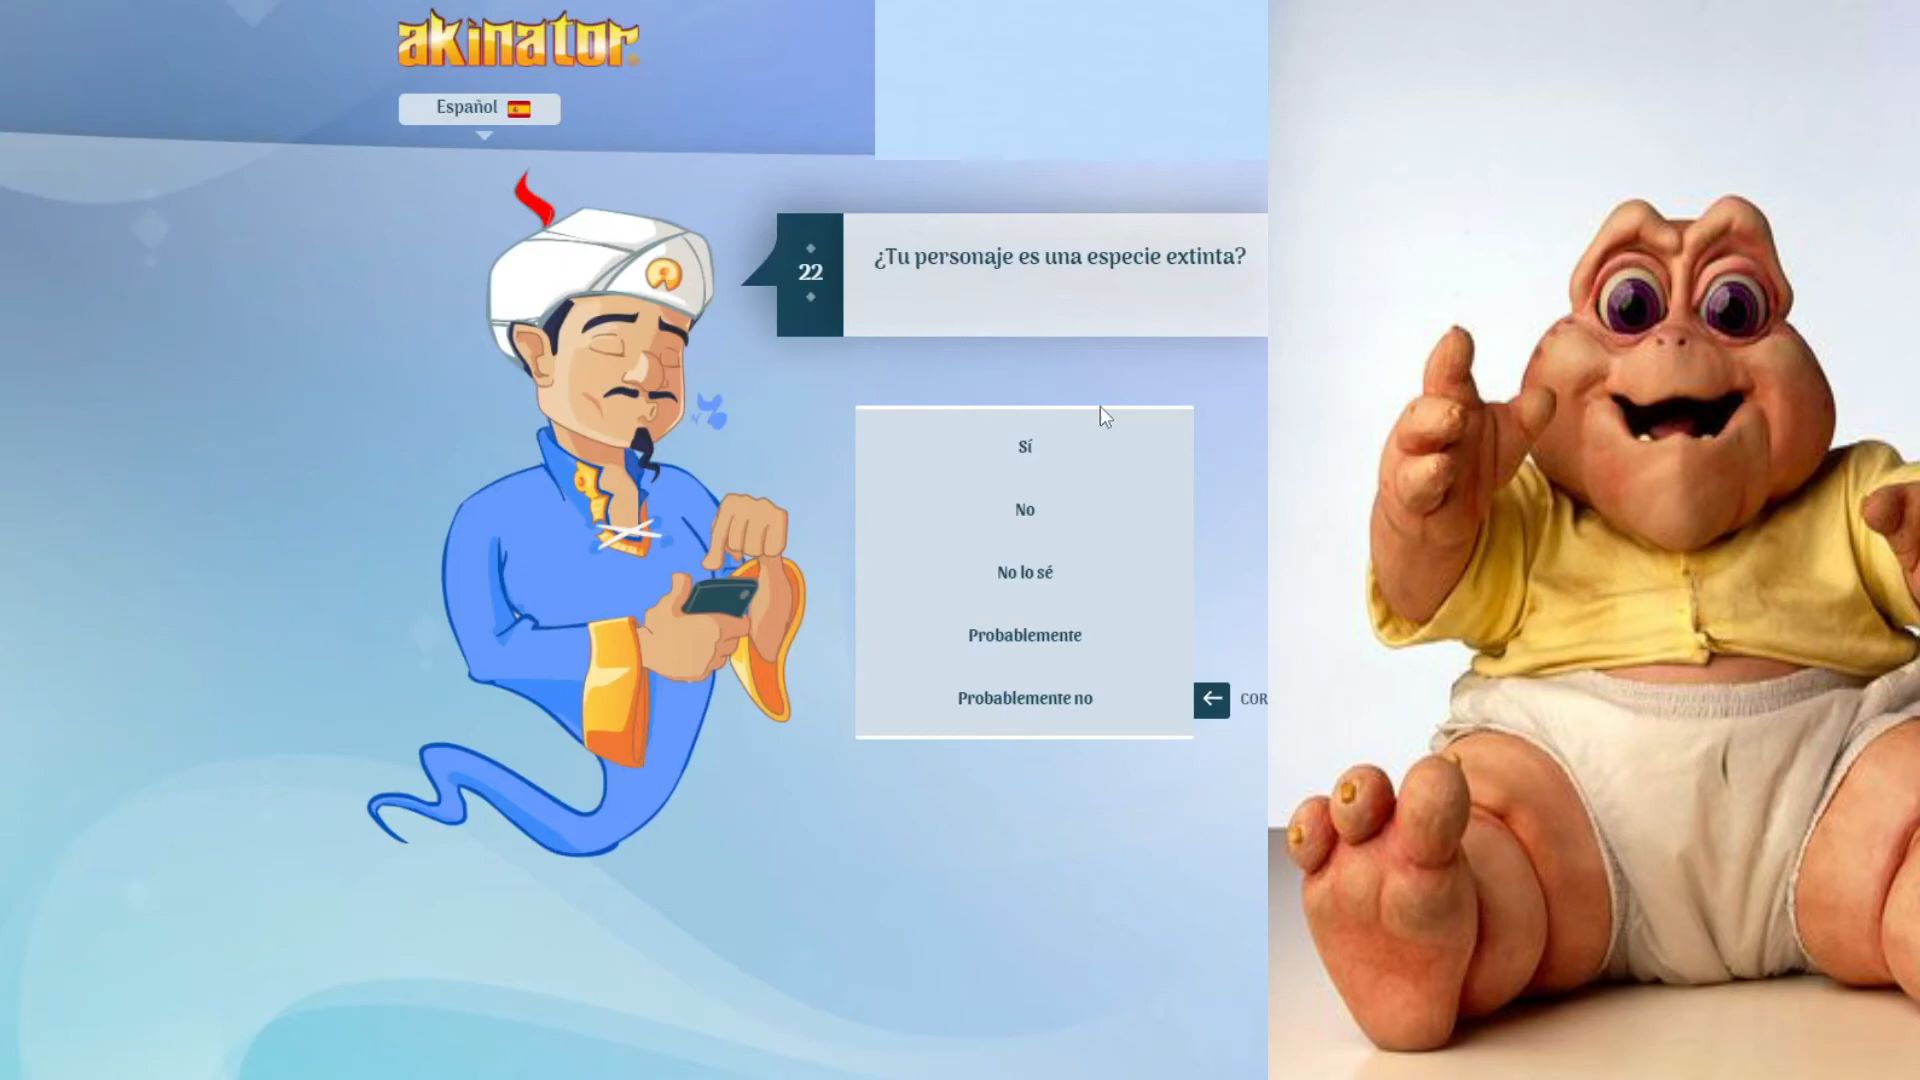 akinator
Español
22
¿Tu personaje es una especie extinta?
Sí
No
No lo sé
Probablemente
Probablemente no
COR